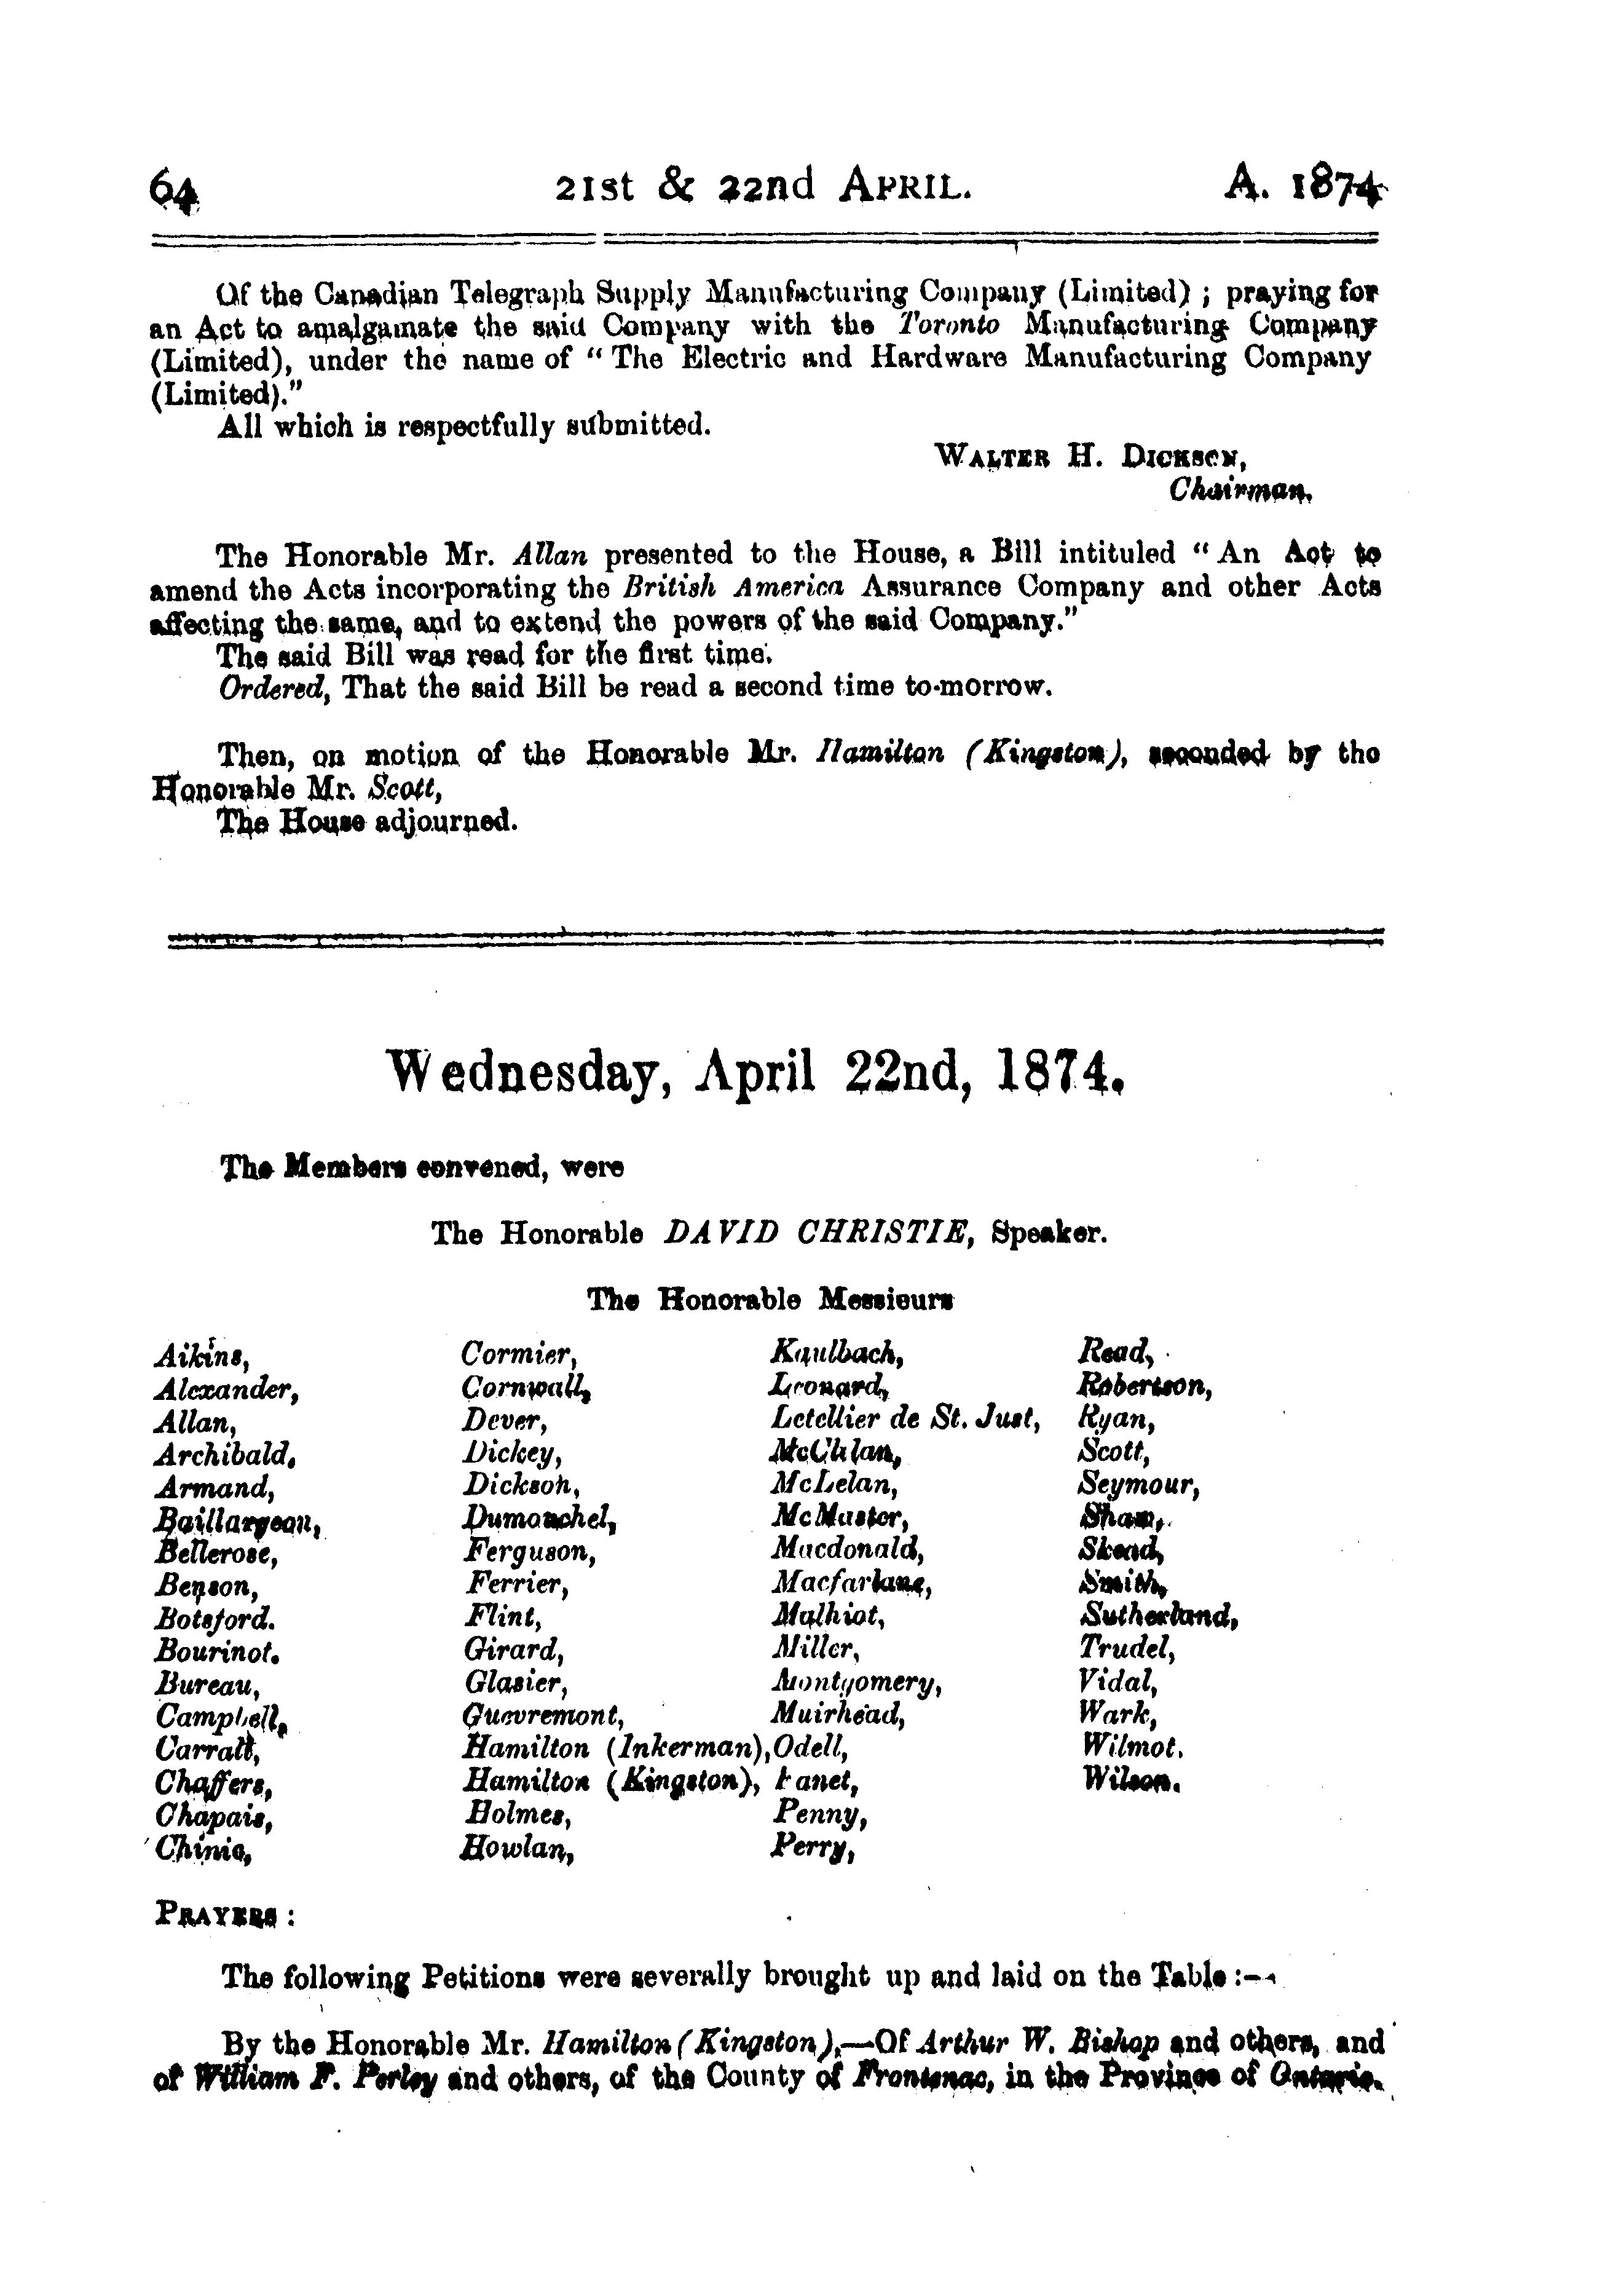 64 21st & 22nd APRIL. A. 1874
Of the Canadian Telegraph Supply Manufacturing Company (Limited) ; praying for
an Act to amalgamate the said Company with the Toronto Manufacturing Company
(Limited), under the name of “ The Electric and Hardware Manufacturing Company
(Limited).”
All which is respectfully submitted.
WALTER H. DICKSON,
Chairman.
The Honorable Mr. Allan presented to the House, a Bill intituled “ An Act to
amend the Acts incorporating the British America Assurance Company and other Acts
affecting the same, and to extend the powers of the said Company.”
The said Bill was read for the first time.
Ordered, That the said Bill be read a second time to-morrow.
Then, on motion of the Honorable Mr. Hamilton (Kingston), seconded by the
Honorable Mr. Scott,
The House adjourned.
Wednesday, April 22nd, 1874.
The Members convened, were
The Honorable DAVID CHRISTIE, Speaker.
The Honorable Messieurs
Aikins, Cormier, Kaulbach, Read,
Alexander, Cornwall, Leonard, Robertson,
Allan, Dever, Letellier de St. Just, Ryan,
Archibald, Dickey, McClelan, Scott,
Armand, Dickson, McLelan, Seymour,
Baillargeon, Dumouchel, McMaster, Shaw,
Bellerose, Ferguson, Macdonald, Skead,
Benson, Ferrier, Macfarlane, Smith,
Botsford. Flint, Malhiot, Sutherland,
Bourinot. Girard, Miller, Trudel,
Bureau, Glasier, Montgomery, Vidal,
Campbell, Guevremont, Muirhead, Wark,
Carrall, Hamilton (Inkerman), Odell, Wilmot.
Chaffers, Hamilton (Kingston), Panet, Wilson.
Chapais, Holmes, Penny,
Chinic, Howlan, Perry,
PRAYERS :
The following Petitions were severally brought up and laid on the Table :—
By the Honorable Mr. Hamilton (Kingston),—Of Arthur W. Bishop and others, and
of William F. Perley and others, of the County of Frontenac, in the Province of Ontario.